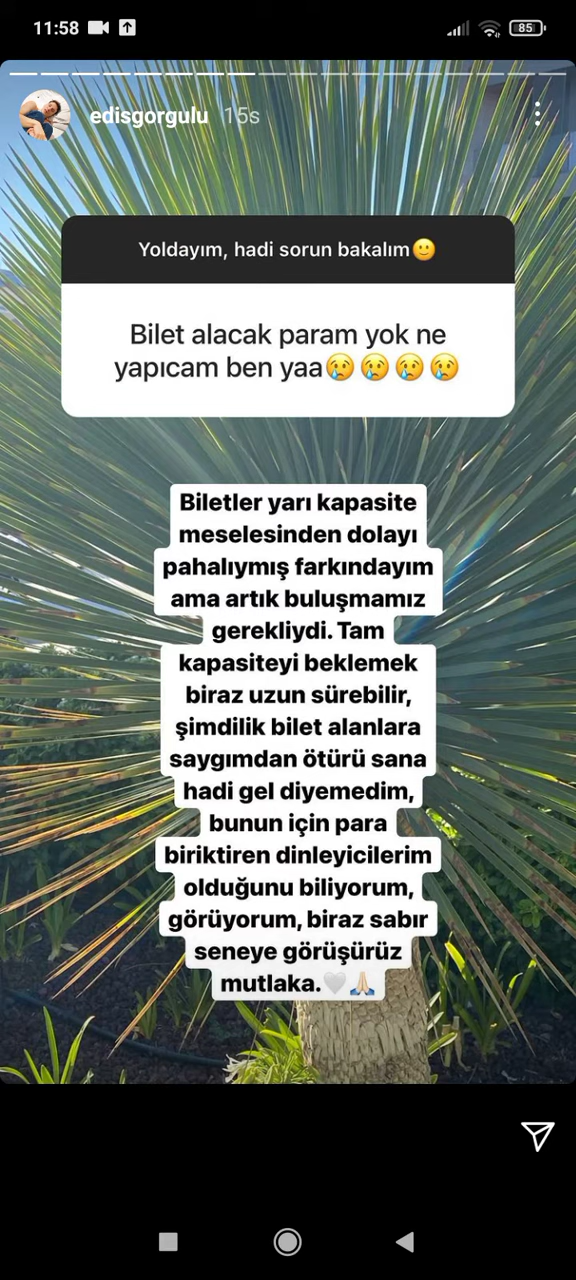 11:58
85
edisgorgulu 15s
Yoldayım, hadi sorun bakalım🙂
Bilet alacak param yok ne
yapıcam ben yaa😢😢😢😢
Biletler yarı kapasite
meselesinden dolayı
pahalıymış farkındayım
ama artık buluşmamız
gerekliydi. Tam
kapasiteyi beklemek
biraz uzun sürebilir,
şimdilik bilet alanlara
saygımdan ötürü sana
hadi gel diyemedim,
bunun için para
biriktiren dinleyicilerim
olduğunu biliyorum,
görüyorum, biraz sabır
seneye görüşürüz
mutlaka.🤍🙏🏼